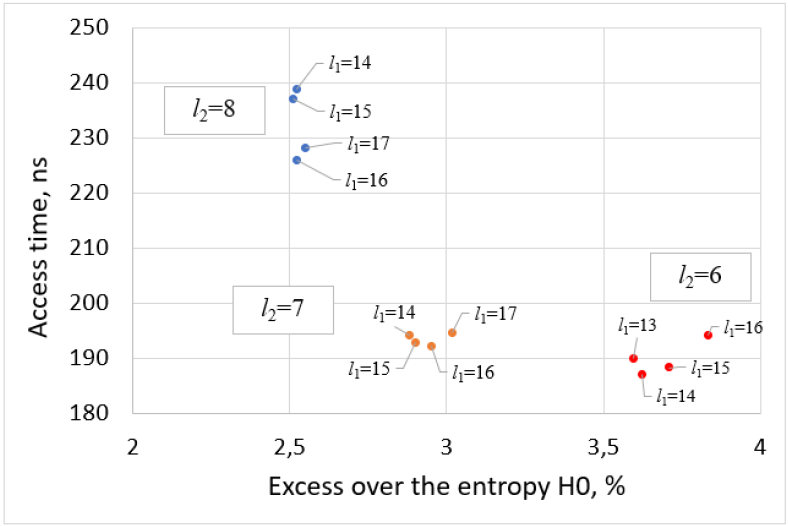 250
240
230
220
210
200
190
180
Access time, ns
l1=14
l2=8
l1=15
l1=17
l1=16
l2=7
l1=14
l1=17
l1=15
l1=16
l2=6
l1=13
l1=16
l1=15
l1=14
2
2,5
3
3,5
4
Excess over the entropy H0, %